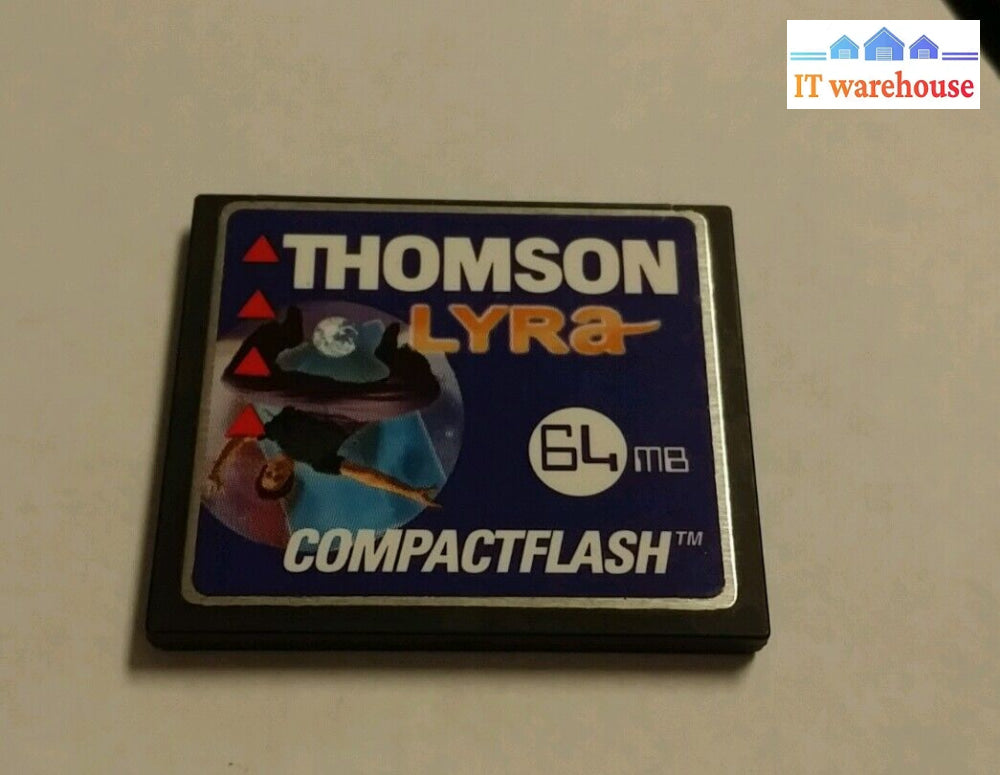 IT warehouse
THOMSON
LYRa
64 MB
COMPACTFLASH™